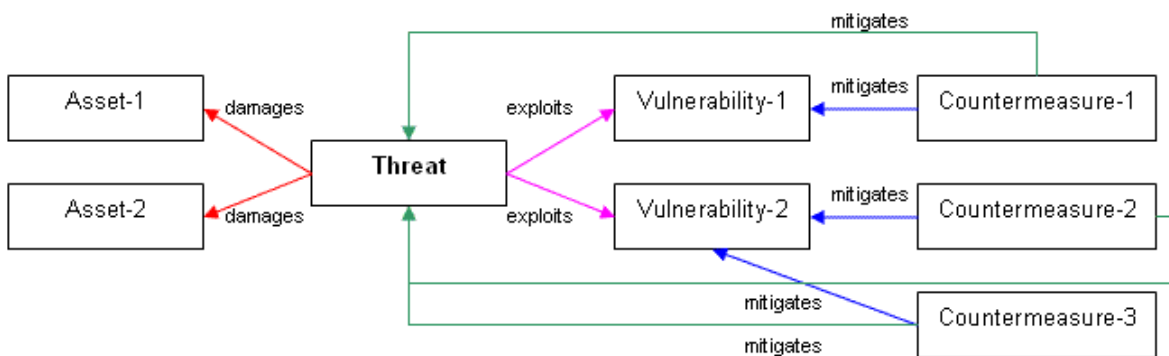 mitigates
Asset-1
damages
exploits
Vulnerability-1
mitigates
Countermeasure-1
Threat
Asset-2
damages
exploits
Vulnerability-2
mitigates
Countermeasure-2
mitigates
Countermeasure-3
mitigates